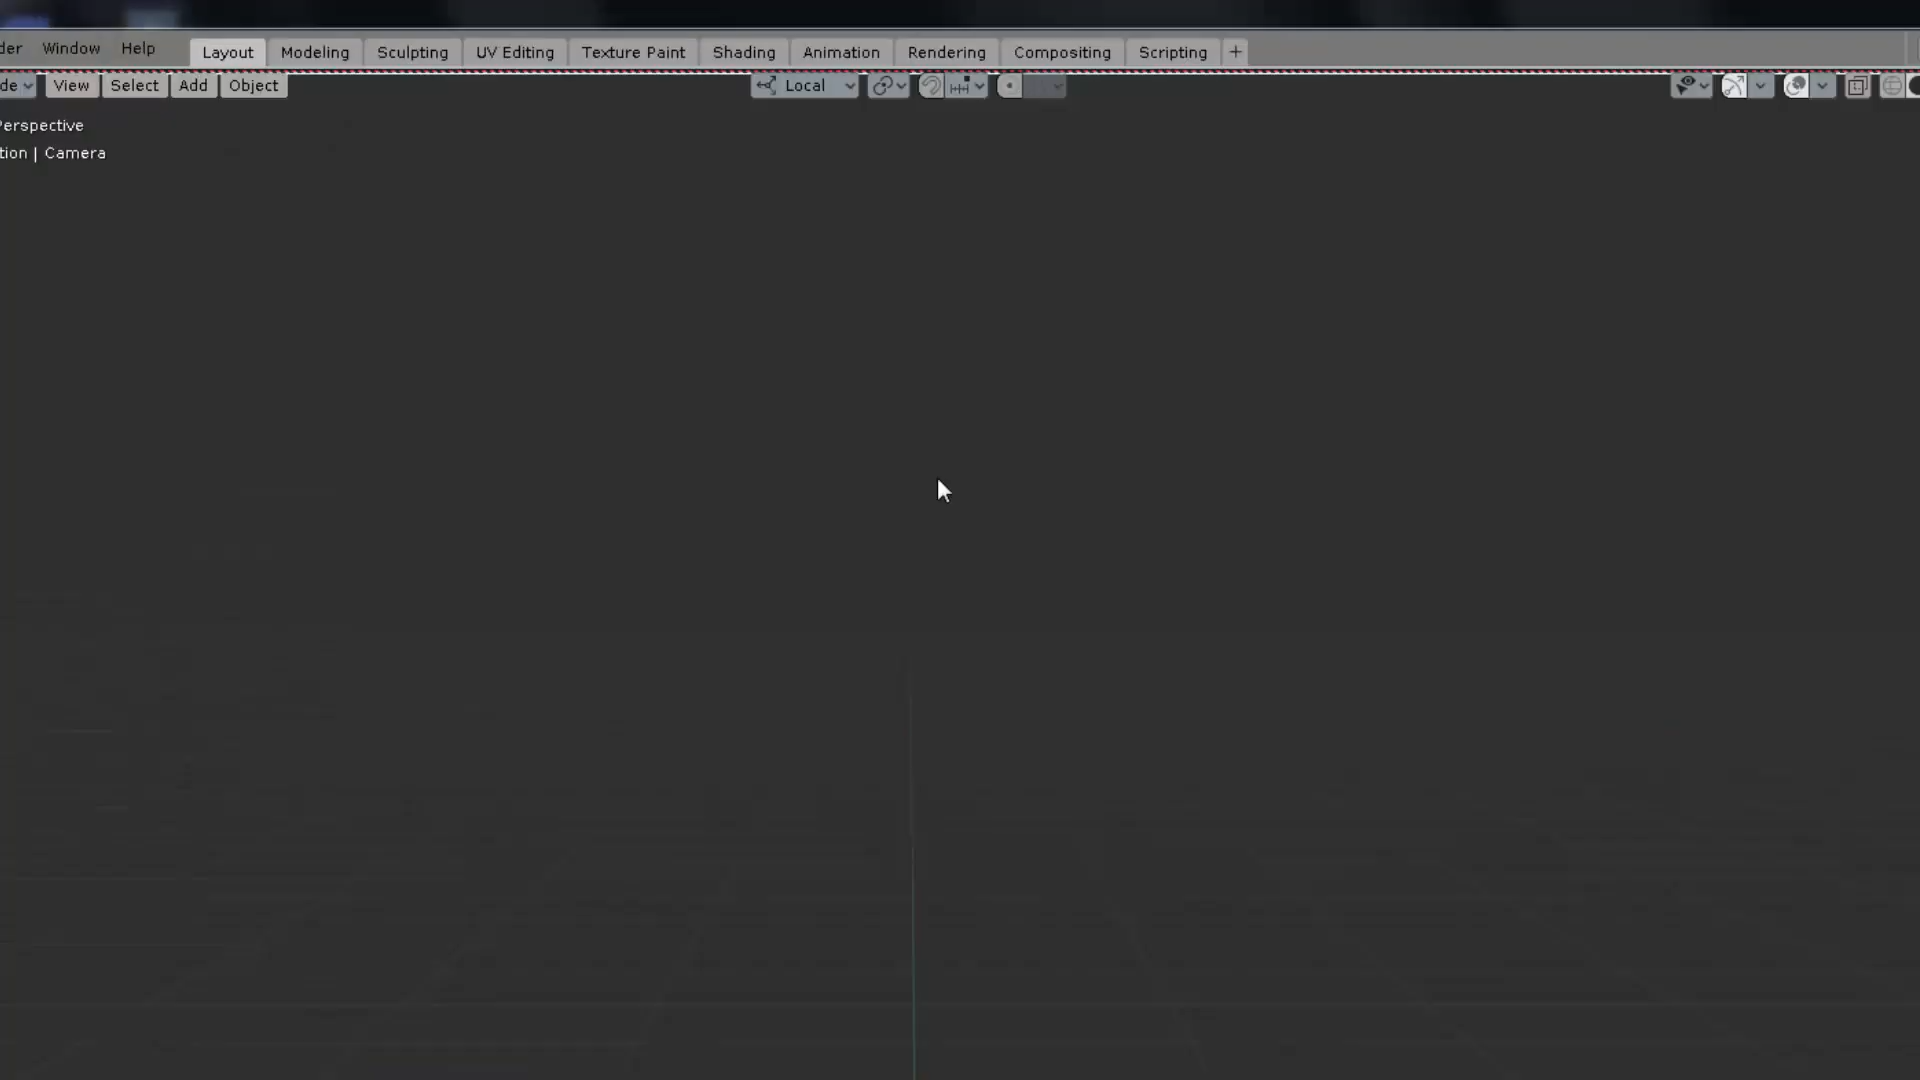 der Window Help Layout Modeling Sculpting UV Editing Texture Paint Shading Animation Rendering Compositing Scripting +
de View Select Add Object Local
Perspective
tion | Camera